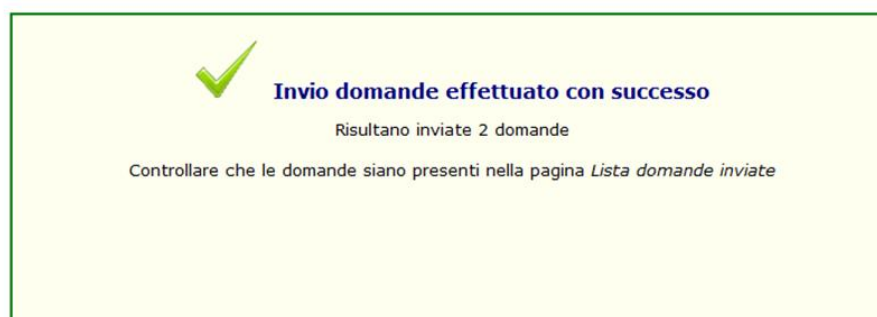 Invio domande effettuato con successo
Risultano inviate 2 domande
Controllare che le domande siano presenti nella pagina Lista domande inviate